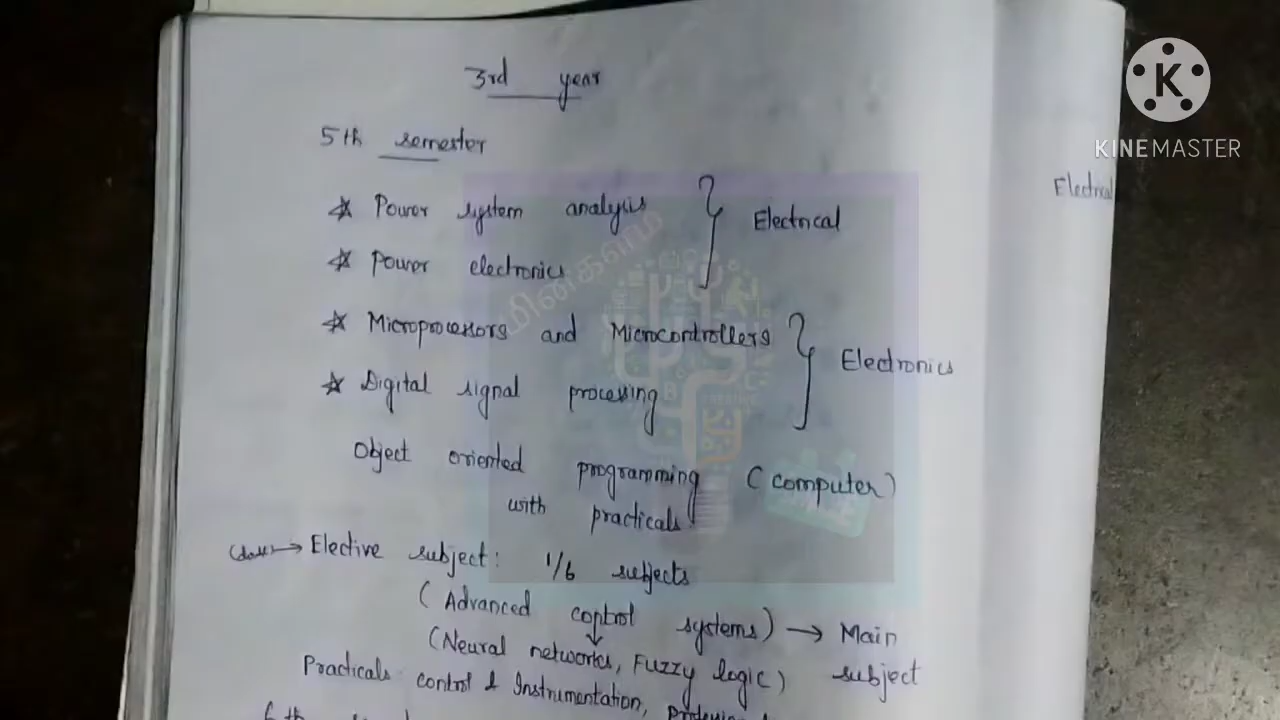 3rd year
5th semester
☆ Power system analysis
☆ Power electronics
} Electrical
☆ Microprocessors and Microcontrollers
☆ Digital signal processing
} Electronics
Object oriented programming (computer)
with practicals
→ Elective subject: 1/6 subjects
(Advanced control systems) → Main
subject
↓
(Neural networks, Fuzzy logic)
Practicals: control & Instrumentation,
6th
Electrical
மின்கலம்
K
KINEMASTER